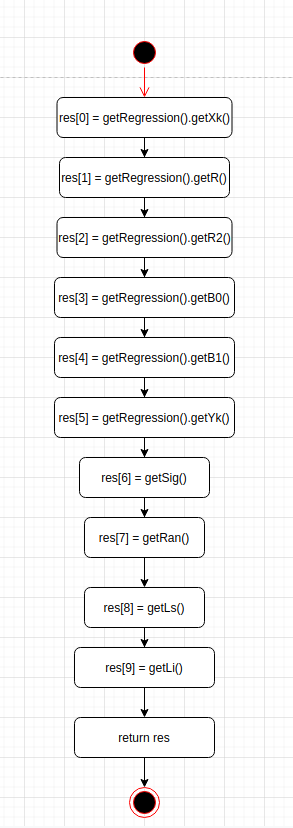 res[0] = getRegression().getXk()
res[1] = getRegression().getR()
res[2] = getRegression().getR2()
res[3] = getRegression().getB0()
res[4] = getRegression().getB1()
res[5] = getRegression().getYk()
res[6] = getSig()
res[7] = getRan()
res[8] = getLs()
res[9] = getLi()
return res